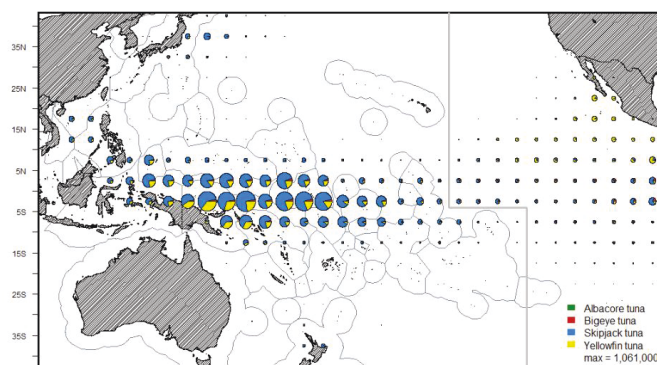 35N
25N
15N
5N
5S
15S
25S
35S
Albacore tuna
Bigeye tuna
Skipjack tuna
Yellowfin tuna
max = 1,061,000